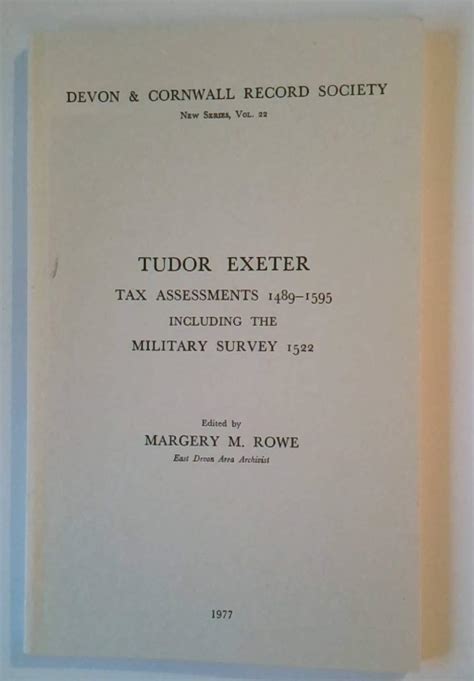 DEVON & CORNWALL RECORD SOCIETY
NEW SERIES, VOL. 22
TUDOR EXETER
TAX ASSESSMENTS 1489–1595
INCLUDING THE
MILITARY SURVEY 1522
Edited by
MARGERY M. ROWE
East Devon Area Archivist
1977